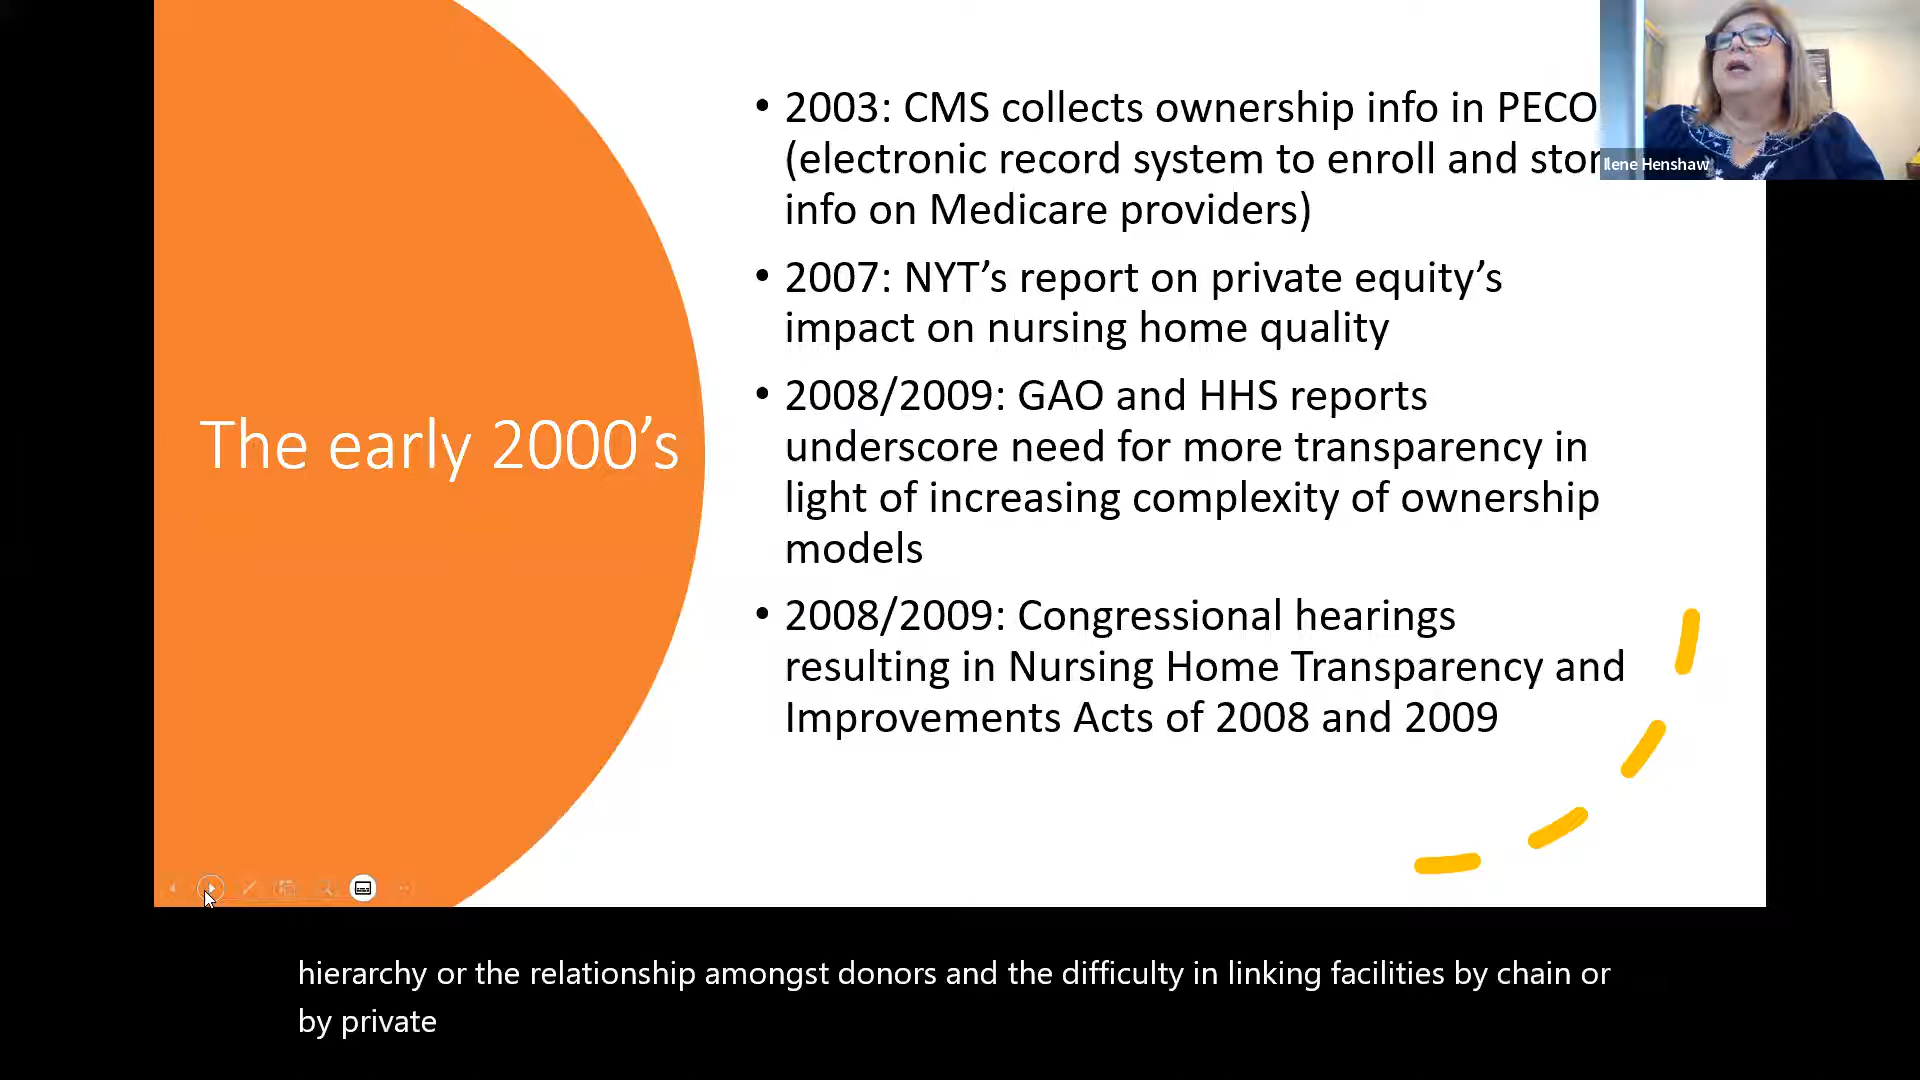 2003: CMS collects ownership info in PECO
(electronic record system to enroll and stor
info on Medicare providers)
Ilene Henshaw
• 2007: NYT’s report on private equity’s
impact on nursing home quality
• 2008/2009: GAO and HHS reports
underscore need for more transparency in
light of increasing complexity of ownership
models
The early 2000’s
• 2008/2009: Congressional hearings
resulting in Nursing Home Transparency and
Improvements Acts of 2008 and 2009
hierarchy or the relationship amongst donors and the difficulty in linking facilities by chain or
by private